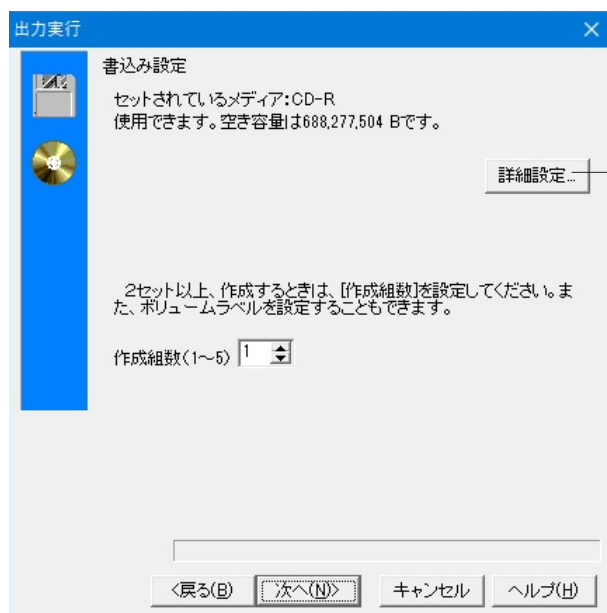 出力実行
書込み設定
セットされているメディア:CD-R
使用できます。空き容量は688,277,504 Bです。
詳細設定...
2セット以上、作成するときは、[作成組数]を設定してください。ま
た、ボリュームラベルを設定することもできます。
作成組数(1～5) 1
<戻る(B) 次へ(N)> キャンセル ヘルプ(H)